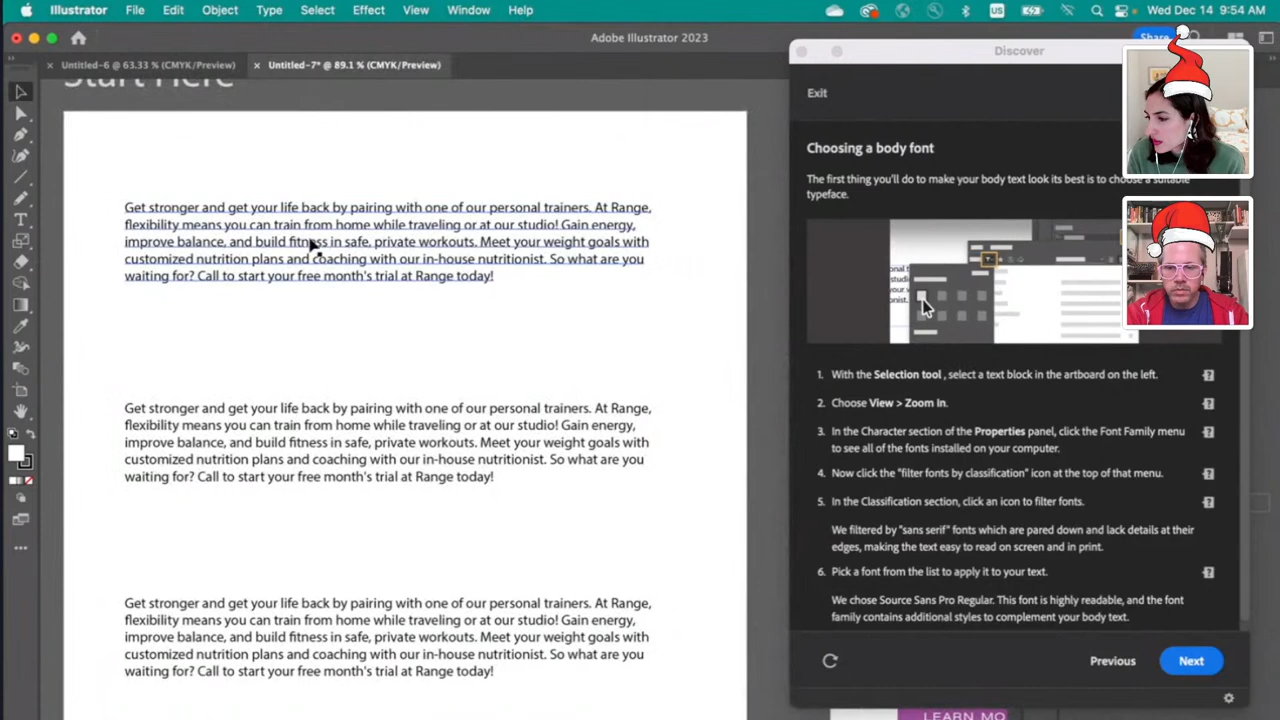 Illustrator File Edit Object Type Select Effect View Window Help
US
Wed Dec 14 9:54 AM
Adobe Illustrator 2023
Share
Untitled-6 @ 63.33 % (CMYK/Preview)
Untitled-7* @ 89.1 % (CMYK/Preview)
Start Here
Get stronger and get your life back by pairing with one of our personal trainers. At Range,
flexibility means you can train from home while traveling or at our studio! Gain energy,
improve balance, and build fitness in safe, private workouts. Meet your weight goals with
customized nutrition plans and coaching with our in-house nutritionist. So what are you
waiting for? Call to start your free month's trial at Range today!
Get stronger and get your life back by pairing with one of our personal trainers. At Range,
flexibility means you can train from home while traveling or at our studio! Gain energy,
improve balance, and build fitness in safe, private workouts. Meet your weight goals with
customized nutrition plans and coaching with our in-house nutritionist. So what are you
waiting for? Call to start your free month's trial at Range today!
Get stronger and get your life back by pairing with one of our personal trainers. At Range,
flexibility means you can train from home while traveling or at our studio! Gain energy,
improve balance, and build fitness in safe, private workouts. Meet your weight goals with
customized nutrition plans and coaching with our in-house nutritionist. So what are you
waiting for? Call to start your free month's trial at Range today!
Discover
Exit
Choosing a body font
The first thing you'll do to make your body text look its best is to choose a suitable
typeface.
1. With the Selection tool , select a text block in the artboard on the left.
2. Choose View > Zoom In.
3. In the Character section of the Properties panel, click the Font Family menu
to see all of the fonts installed on your computer.
4. Now click the "filter fonts by classification" icon at the top of that menu.
5. In the Classification section, click an icon to filter fonts.
We filtered by "sans serif" fonts which are pared down and lack details at their
edges, making the text easy to read on screen and in print.
6. Pick a font from the list to apply it to your text.
We chose Source Sans Pro Regular. This font is highly readable, and the font
family contains additional styles to complement your body text.
Previous
Next
LEARN MO